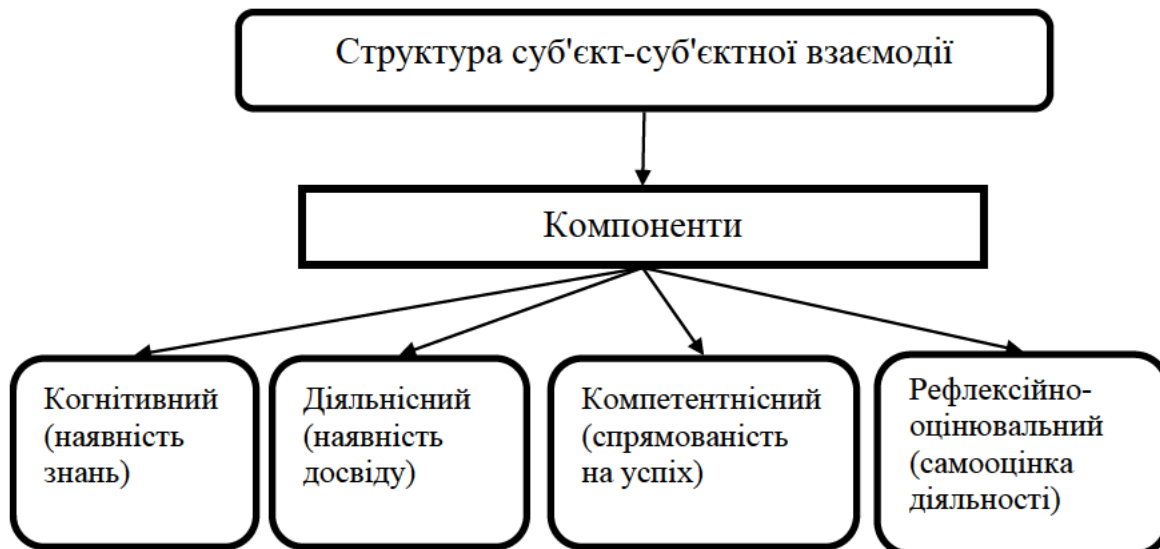 Структура суб'єкт-суб'єктної взаємодії
Компоненти
Когнітивний
(наявність
знань)
Діяльнісний
(наявність
досвіду)
Компетентнісний
(спрямованість
на успіх)
Рефлексійно-
оцінювальний
(самооцінка
діяльності)